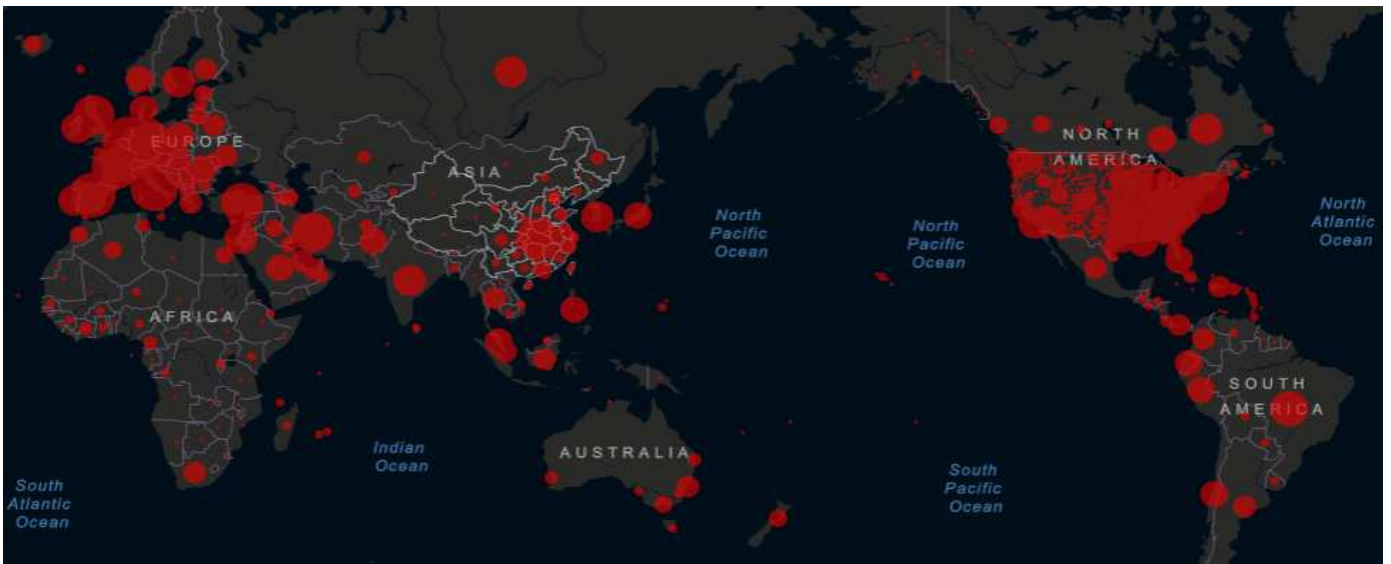 EUROPE
ASIA
AFRICA
North
Pacific
Ocean
North
Pacific
Ocean
NORTH
AMERICA
North
Atlantic
Ocean
SOUTH
AMERICA
Indian
Ocean
AUSTRALIA
South
Atlantic
Ocean
South
Pacific
Ocean